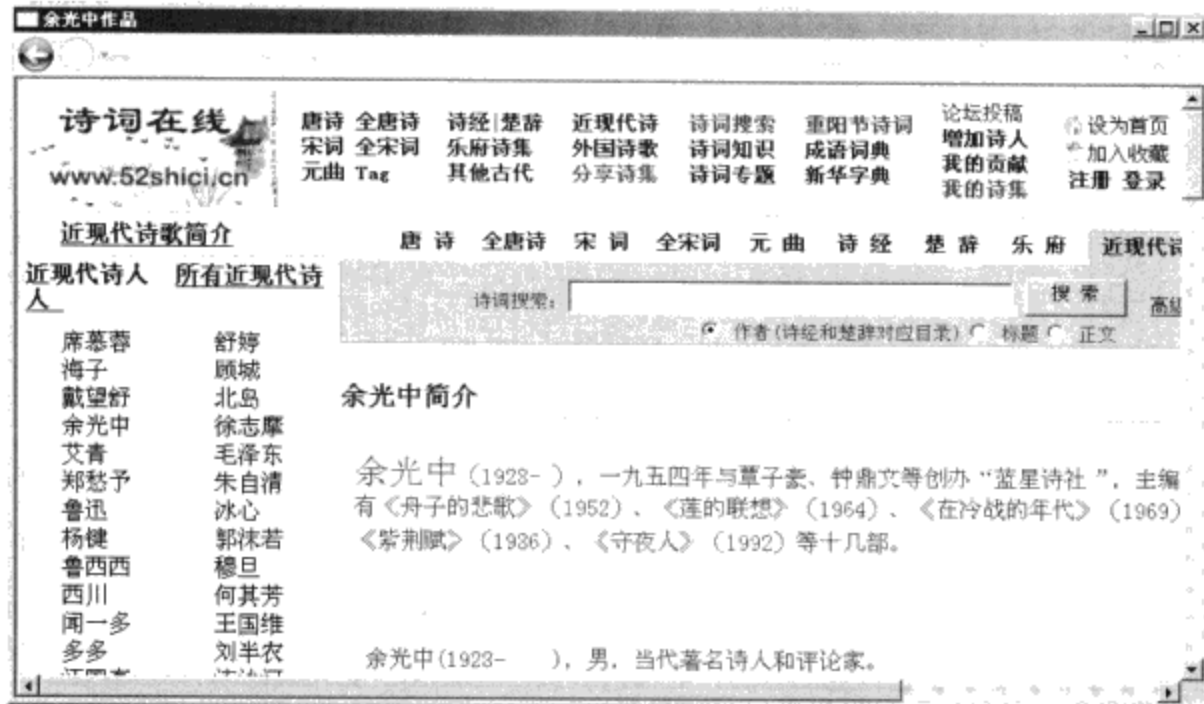 余光中作品
诗词在线
www.52shici.cn
唐诗 全唐诗 诗经|楚辞 近现代诗 诗词搜索 重阳节诗词 论坛投稿 设为首页
宋词 全宋词 乐府诗集 外国诗歌 诗词知识 成语词典 增加诗人 加入收藏
元曲 Tag 其他古代 分享诗集 诗词专题 新华字典 我的贡献 注册 登录
我的诗集
近现代诗歌简介
唐 诗 全唐诗 宋 词 全宋词 元 曲 诗 经 楚 辞 乐 府 近现代诗
近现代诗人 所有近现代诗
人
诗词搜索: 搜 索 高级
作者(诗经和楚辞对应目录) 标题 正文
席慕蓉 舒婷
海子 顾城
戴望舒 北岛
余光中 徐志摩
艾青 毛泽东
郑愁予 朱自清
鲁迅 冰心
杨键 郭沫若
鲁西西 穆旦
西川 何其芳
闻一多 王国维
多多 刘半农
余光中简介
余光中(1928- ), 一九五四年与覃子豪、钟鼎文等创办“蓝星诗社”, 主编
有《舟子的悲歌》(1952)、《莲的联想》(1964)、《在冷战的年代》(1969)
《紫荆赋》(1986)、《守夜人》(1992)等十几部。
余光中(1923- ), 男, 当代著名诗人和评论家。